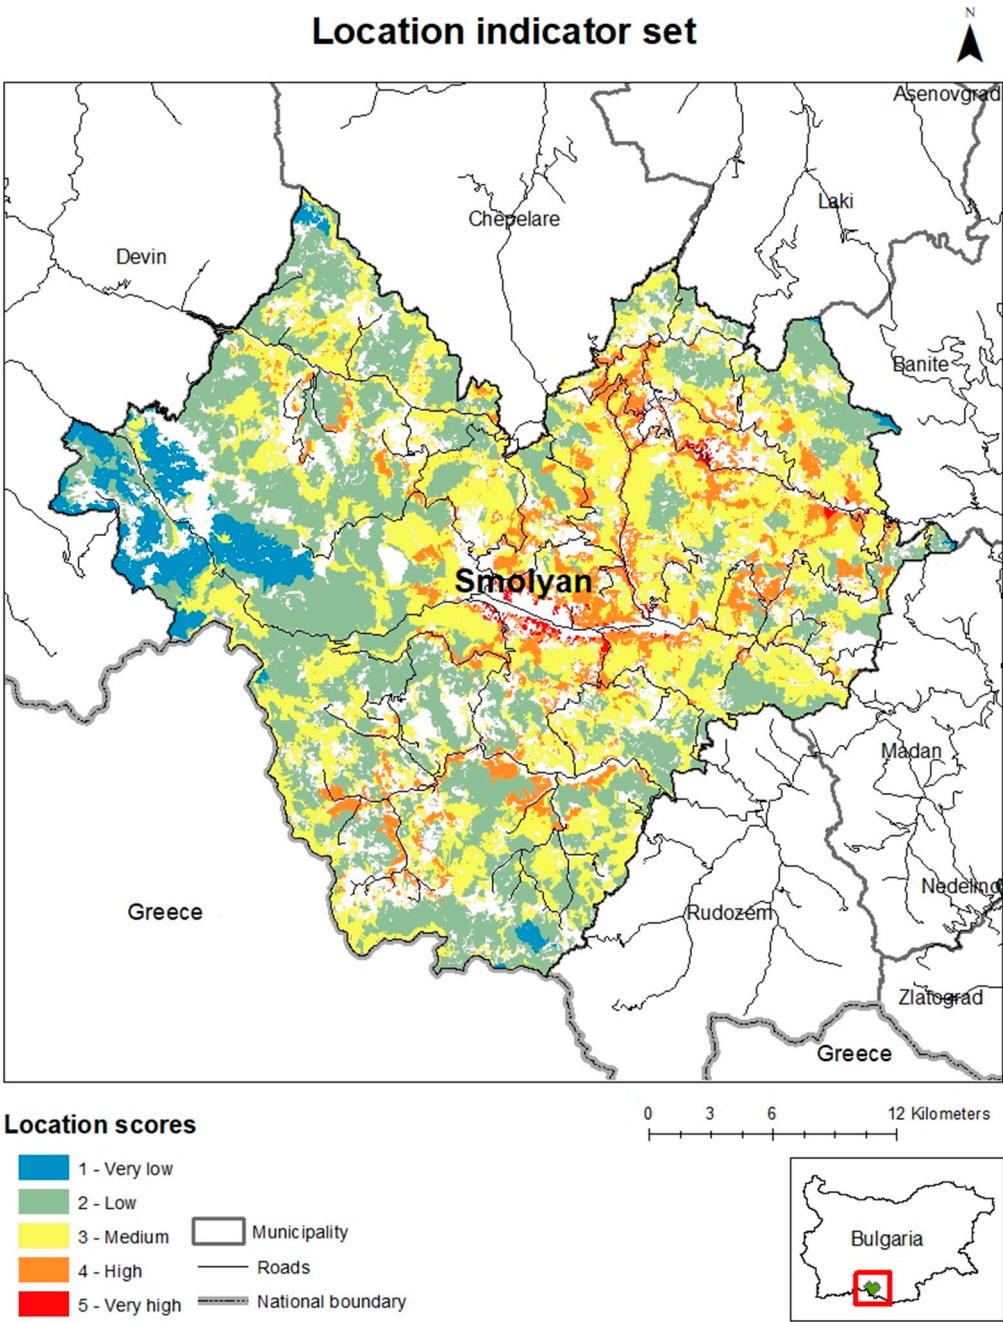 Location indicator set
N
Asenovgrad
Laki
Chepelare
Devin
Banite
Smolyan
Madan
Nedelino
Greece
Rudozem
Zlatograd
Greece
Location scores
0 3 6 12 Kilometers
1 - Very low
2 - Low
3 - Medium
4 - High
5 - Very high
Municipality
Roads
National boundary
Bulgaria